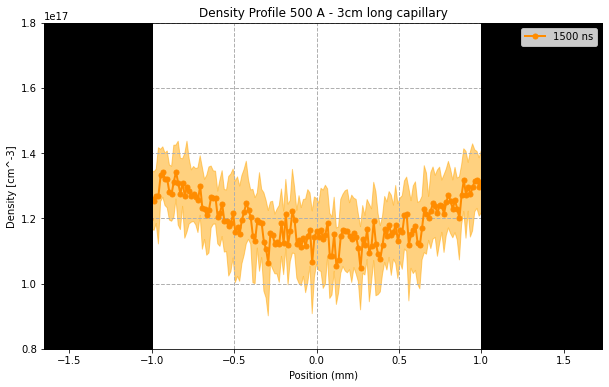 Density Profile 500 A - 3cm long capillary
1e17
1500 ns
1.8
1.6
1.4
1.2
1.0
0.8
Density [cm^-3]
−1.5 −1.0 −0.5 0.0 0.5 1.0 1.5
Position (mm)